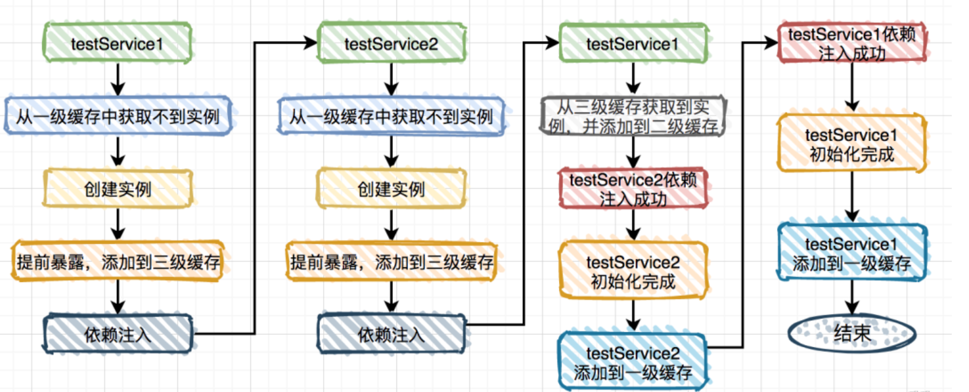 testService1
从一级缓存中获取不到实例
创建实例
提前暴露，添加到三级缓存
依赖注入
testService2
从一级缓存中获取不到实例
创建实例
提前暴露，添加到三级缓存
依赖注入
testService1
从三级缓存获取到实
例，并添加到二级缓存
testService2依赖
注入成功
testService2
初始化完成
testService2
添加到一级缓存
testService1依赖
注入成功
testService1
初始化完成
testService1
添加到一级缓存
结束